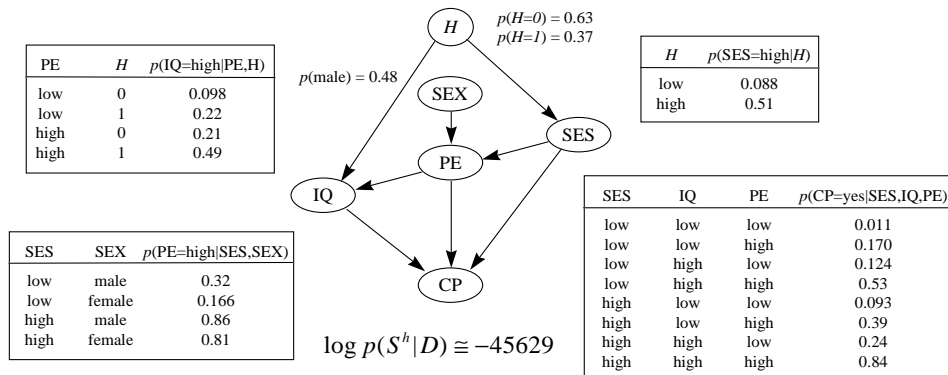 H
p(H=0) = 0.63
p(H=1) = 0.37
PE H p(IQ=high|PE,H)
low 0 0.098
low 1 0.22
high 0 0.21
high 1 0.49
H p(SES=high|H)
low 0.088
high 0.51
p(male) = 0.48
SEX
SES
PE
IQ
CP
SES IQ PE p(CP=yes|SES,IQ,PE)
low low low 0.011
low low high 0.170
low high low 0.124
low high high 0.53
high low low 0.093
high low high 0.39
high high low 0.24
high high high 0.84
SES SEX p(PE=high|SES,SEX)
low male 0.32
low female 0.166
high male 0.86
high female 0.81
log p(S^h|D) ≅ −45629